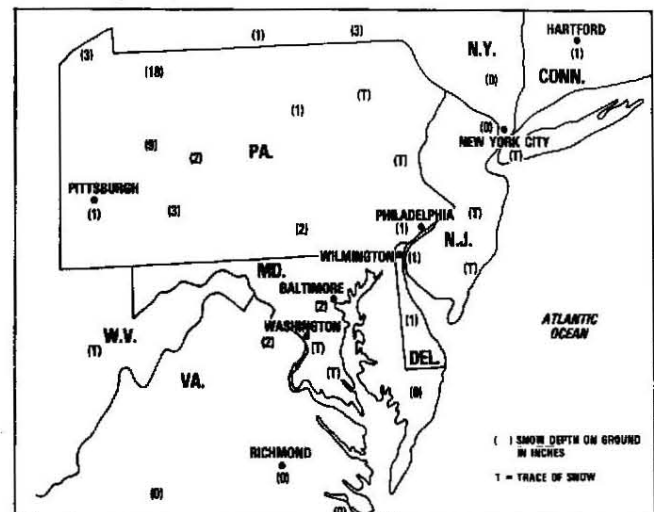 (1)
(3)
HARTFORD
(1)
(3)
N.Y.
(18)
(0)
CONN.
(T)
(1)
(0)
NEW YORK CITY
(9)
(2)
PA.
(T)
(T)
PITTSBURGH
(1)
(3)
PHILADELPHIA
(T)
(2)
(1)
N.J.
WILMINGTON
(1)
(T)
MD.
BALTIMORE
(2)
WASHINGTON
(1)
ATLANTIC
OCEAN
W.V.
(T)
(2)
(T)
DEL.
VA.
(T)
(0)
( ) SNOW DEPTH ON GROUND
IN INCHES
RICHMOND
(0)
T = TRACE OF SNOW
(0)
(0)